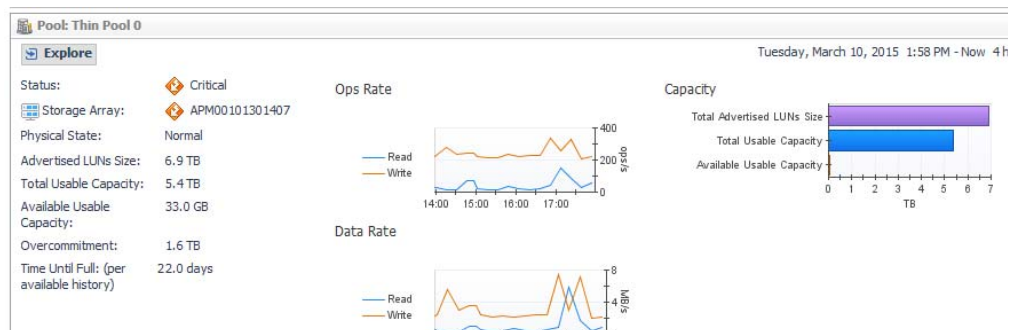 Pool: Thin Pool 0
Explore
Tuesday, March 10, 2015 1:58 PM - Now 4 h
Status: Critical
Storage Array: APM00101301407
Physical State: Normal
Advertised LUNs Size: 6.9 TB
Total Usable Capacity: 5.4 TB
Available Usable Capacity: 33.0 GB
Overcommitment: 1.6 TB
Time Until Full: (per available history) 22.0 days
Ops Rate
Read
Write
400
200
0
ops/s
14:00 15:00 16:00 17:00
Data Rate
Read
Write
8
4
MB/s
Capacity
Total Advertised LUNs Size
Total Usable Capacity
Available Usable Capacity
0 1 2 3 4 5 6 7
TB